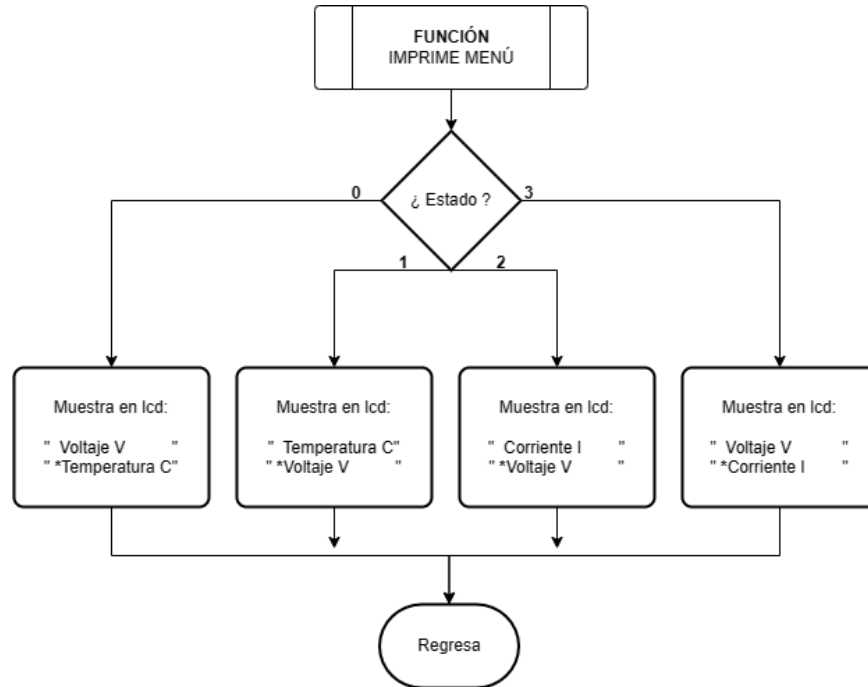 FUNCIÓN
IMPRIME MENÚ
¿ Estado ?
0
3
1
2
Muestra en lcd:
" Voltaje V "
" *Temperatura C"
Muestra en lcd:
" Temperatura C"
" *Voltaje V "
Muestra en lcd:
" Corriente I "
" *Voltaje V "
Muestra en lcd:
" Voltaje V "
" *Corriente I "
Regresa